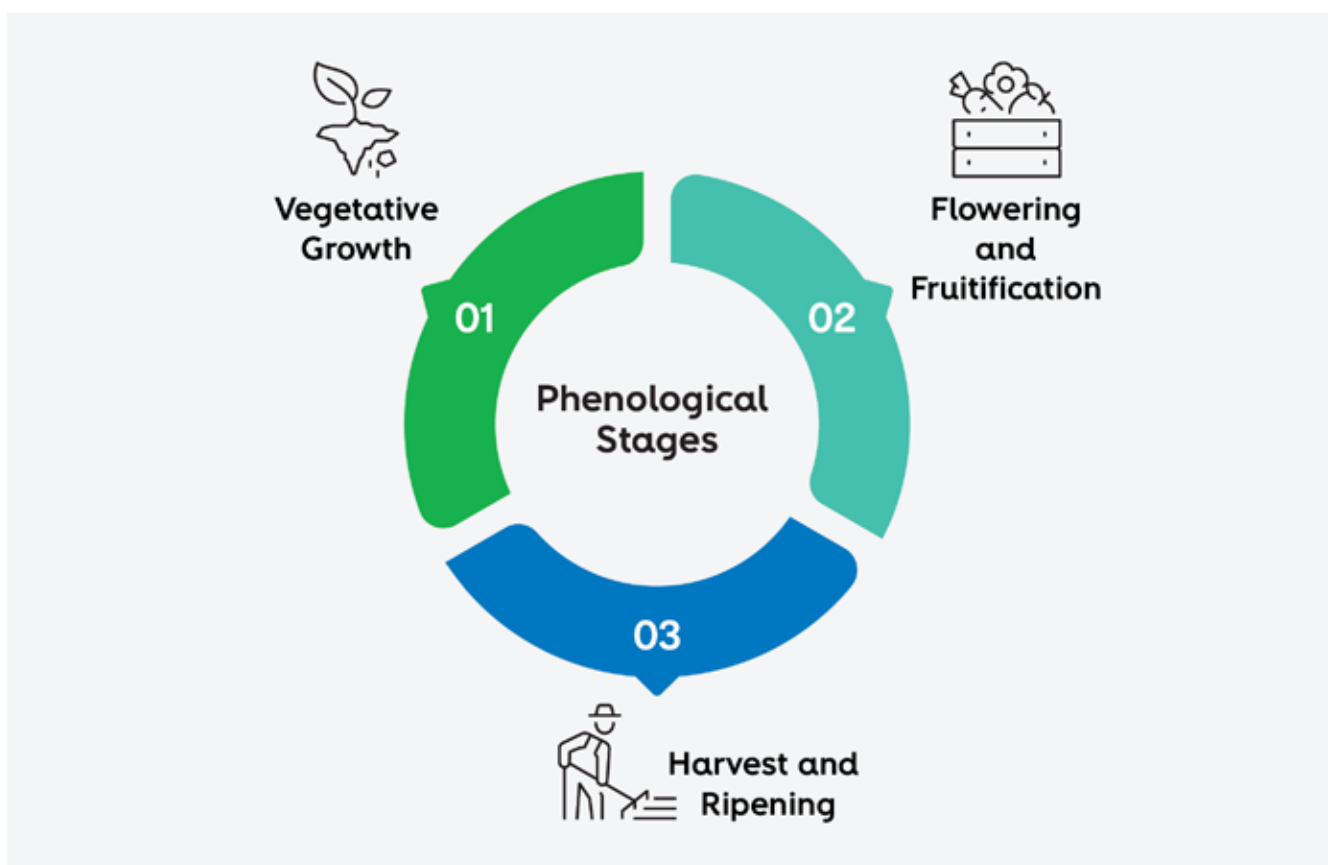 Vegetative
Growth
01
Flowering
and
Fruitification
02
Phenological
Stages
03
Harvest and
Ripening